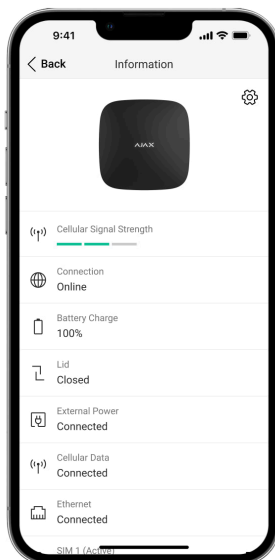 9:41
Back Information
AJAX
Cellular Signal Strength
Connection
Online
Battery Charge
100%
Lid
Closed
External Power
Connected
Cellular Data
Connected
Ethernet
Connected
SIM 1 (Active)